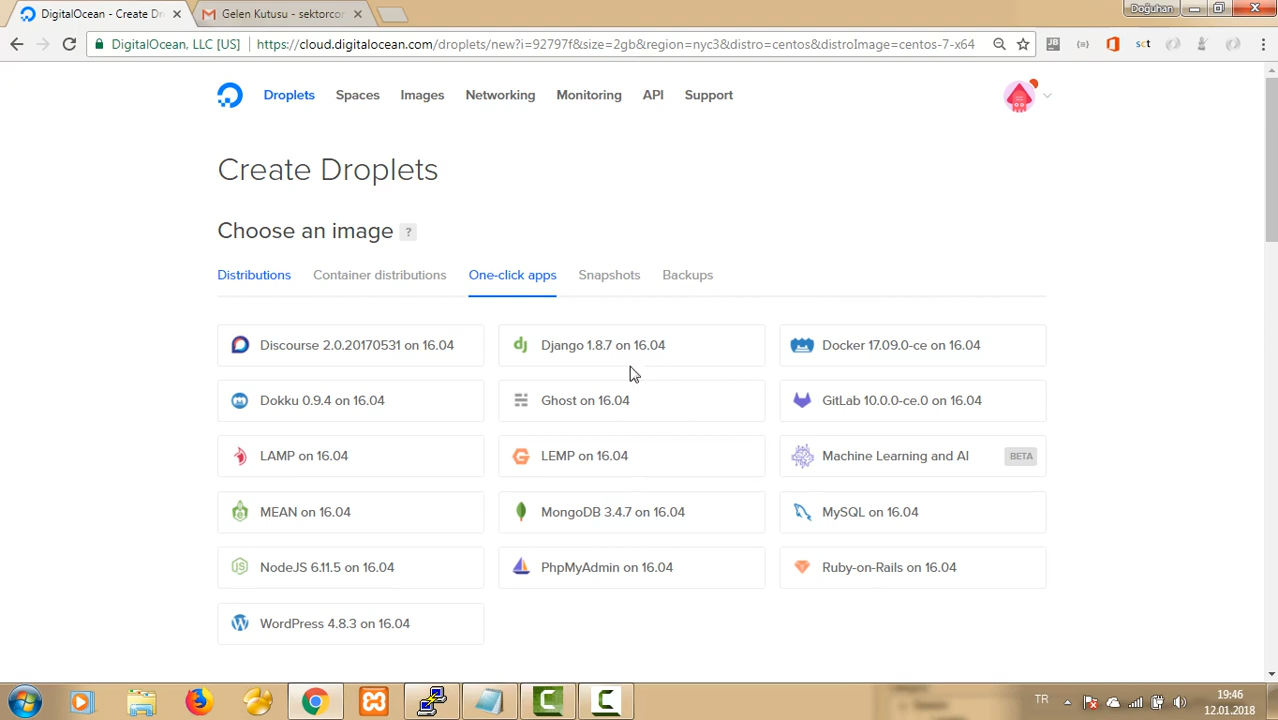 DigitalOcean - Create Dro
Gelen Kutusu - sektorcor
Doğuhan
DigitalOcean, LLC [US]
https://cloud.digitalocean.com/droplets/new?i=92797f&size=2gb&region=nyc3&distro=centos&distroImage=centos-7-x64
JB
sct
Droplets
Spaces
Images
Networking
Monitoring
API
Support
Create Droplets
Choose an image ?
Distributions
Container distributions
One-click apps
Snapshots
Backups
Discourse 2.0.20170531 on 16.04
Django 1.8.7 on 16.04
Docker 17.09.0-ce on 16.04
Dokku 0.9.4 on 16.04
Ghost on 16.04
GitLab 10.0.0-ce.0 on 16.04
LAMP on 16.04
LEMP on 16.04
Machine Learning and AI
BETA
MEAN on 16.04
MongoDB 3.4.7 on 16.04
MySQL on 16.04
NodeJS 6.11.5 on 16.04
PhpMyAdmin on 16.04
Ruby-on-Rails on 16.04
WordPress 4.8.3 on 16.04
TR
19:46
12.01.2018